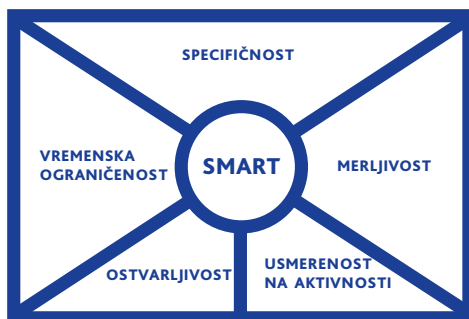 SPECIFIČNOST
VREMENSKA
OGRANIČENOST
SMART
MERLJIVOST
OSTVARLJIVOST
USMERENOST
NA AKTIVNOSTI